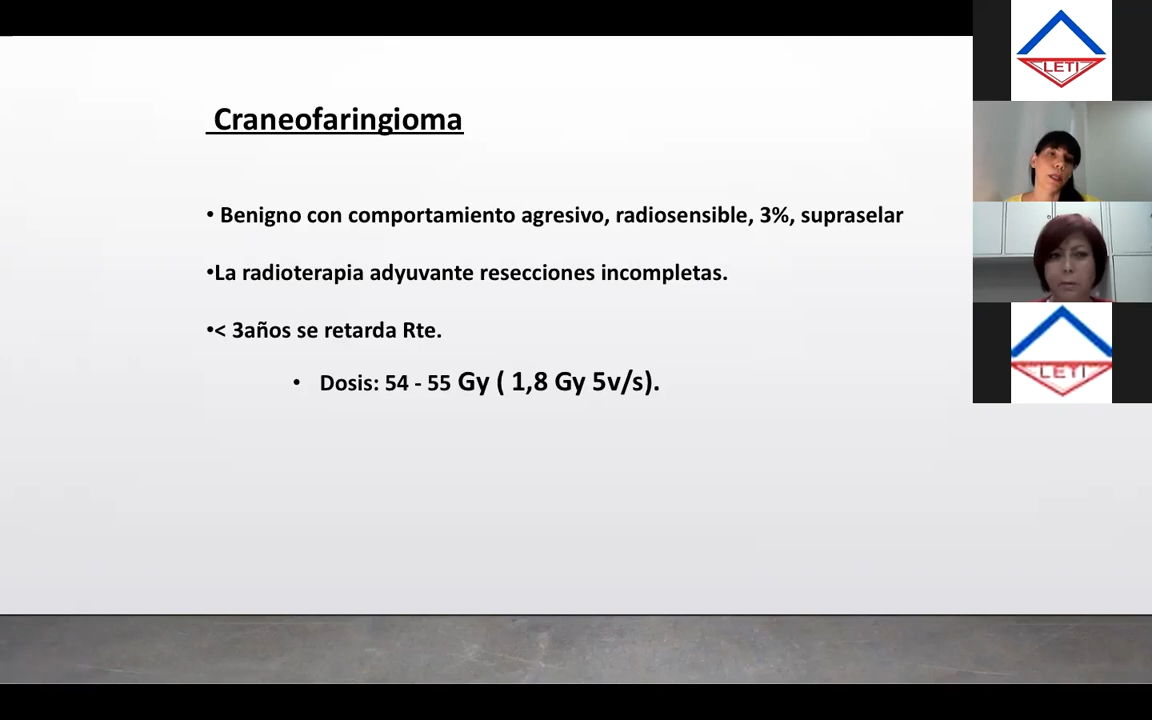 Craneofaringioma
• Benigno con comportamiento agresivo, radiosensible, 3%, supraselar
•La radioterapia adyuvante resecciones incompletas.
•< 3años se retarda Rte.
• Dosis: 54 - 55 Gy ( 1,8 Gy 5v/s).
LETI
LETI